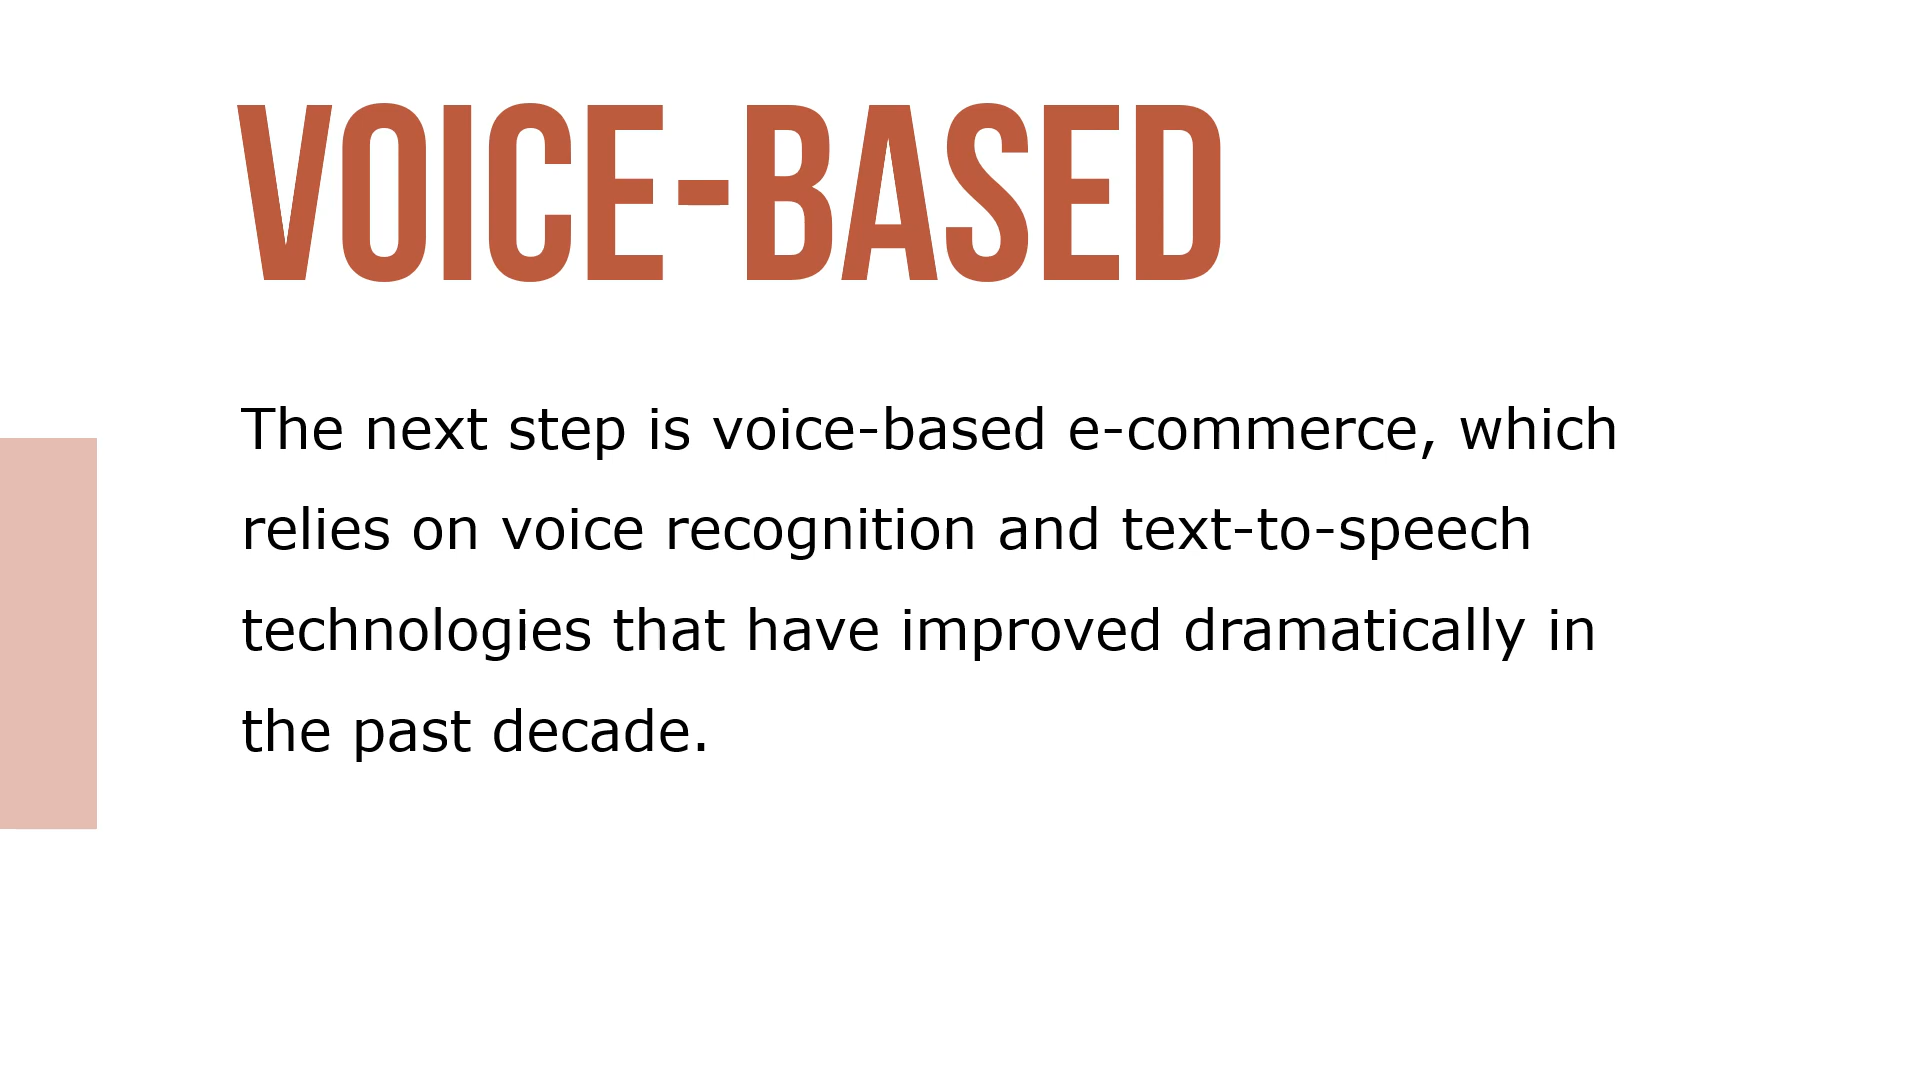 VOICE-BASED
The next step is voice-based e-commerce, which
relies on voice recognition and text-to-speech
technologies that have improved dramatically in
the past decade.